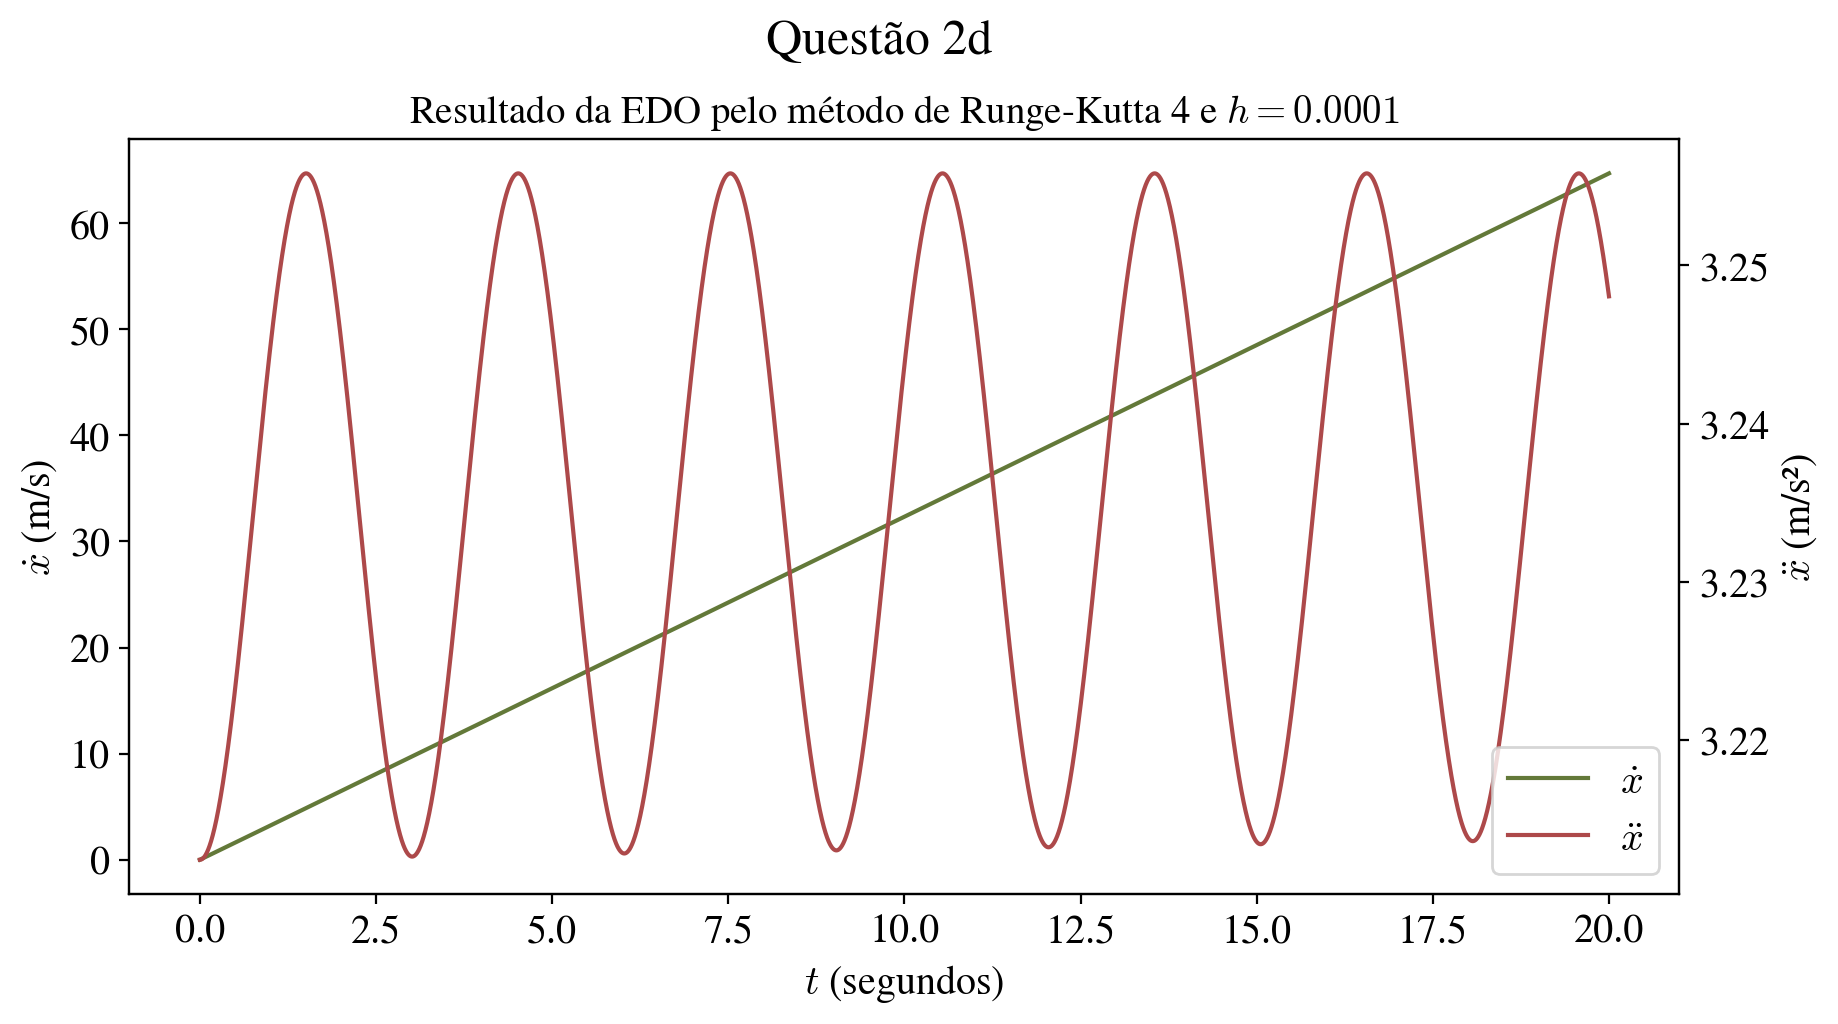 Questão 2d
Resultado da EDO pelo método de Runge-Kutta 4 e h = 0.0001
60
50
40
30
20
10
0
ẋ (m/s)
3.25
3.24
3.23
3.22
ẍ (m/s²)
ẋ
ẍ
0.0 2.5 5.0 7.5 10.0 12.5 15.0 17.5 20.0
t (segundos)